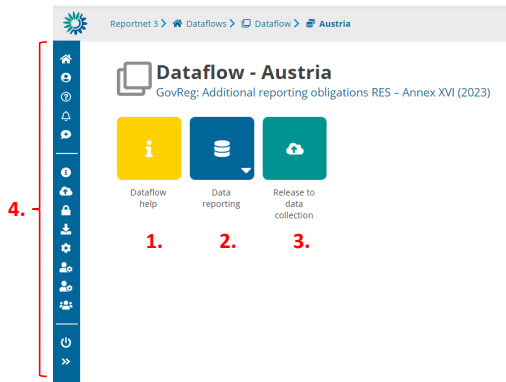 Reportnet 3 > Dataflows > Dataflow > Austria
Dataflow - Austria
GovReg: Additional reporting obligations RES – Annex XVI (2023)
Dataflow
help
Data
reporting
Release to
data
collection
4.
1.
2.
3.